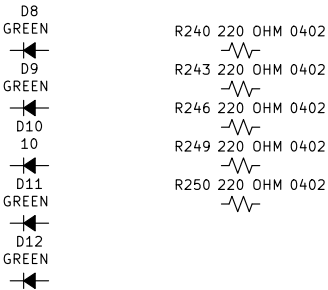 D8
GREEN
D9
GREEN
D10
10
D11
GREEN
D12
GREEN
R240 220 OHM 0402
R243 220 OHM 0402
R246 220 OHM 0402
R249 220 OHM 0402
R250 220 OHM 0402